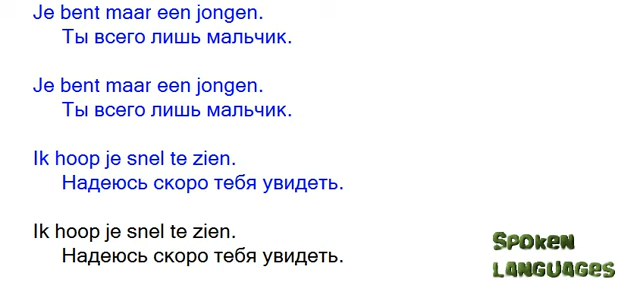 Je bent maar een jongen.
Ты всего лишь мальчик.
Je bent maar een jongen.
Ты всего лишь мальчик.
Ik hoop je snel te zien.
Надеюсь скоро тебя увидеть.
Ik hoop je snel te zien.
Надеюсь скоро тебя увидеть.
Spoken
Languages